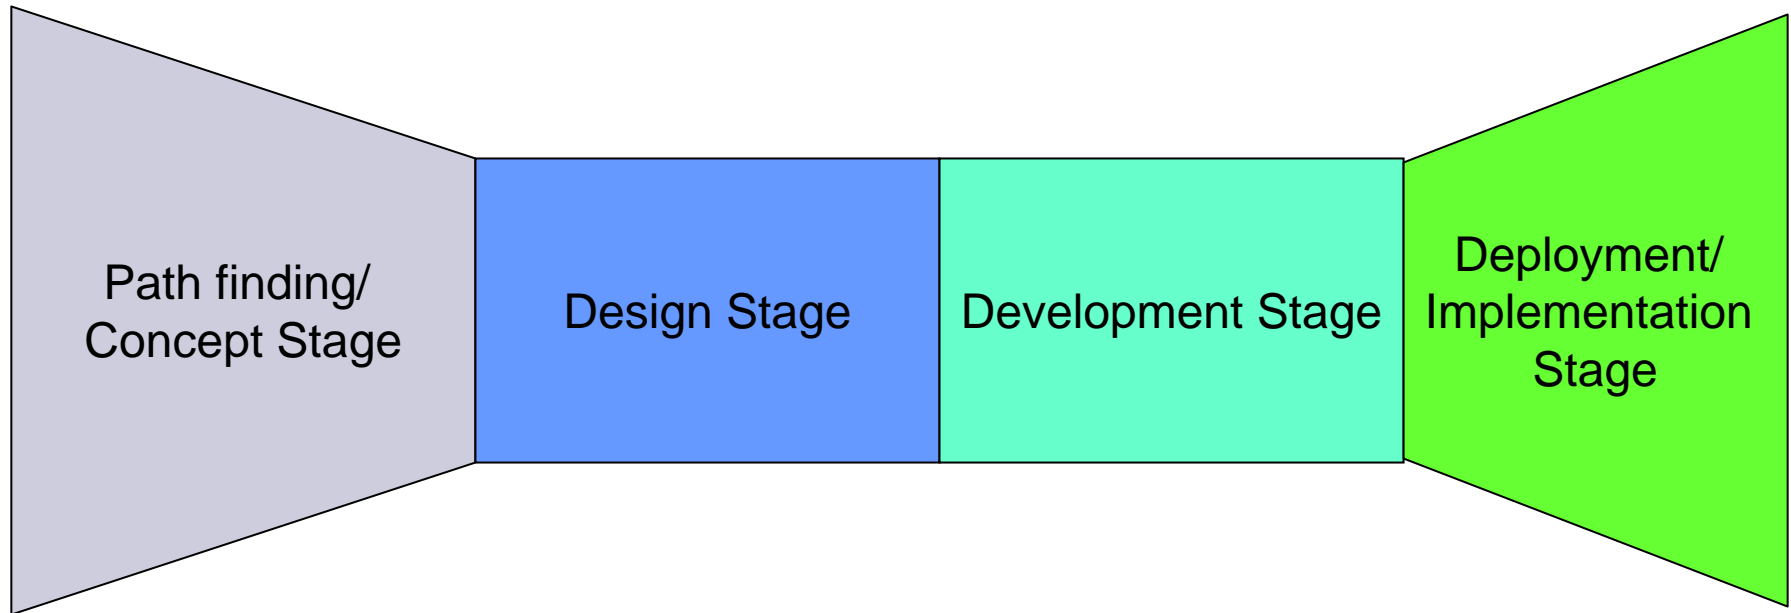 Path finding/
Concept Stage
Design Stage
Development Stage
Deployment/
Implementation
Stage